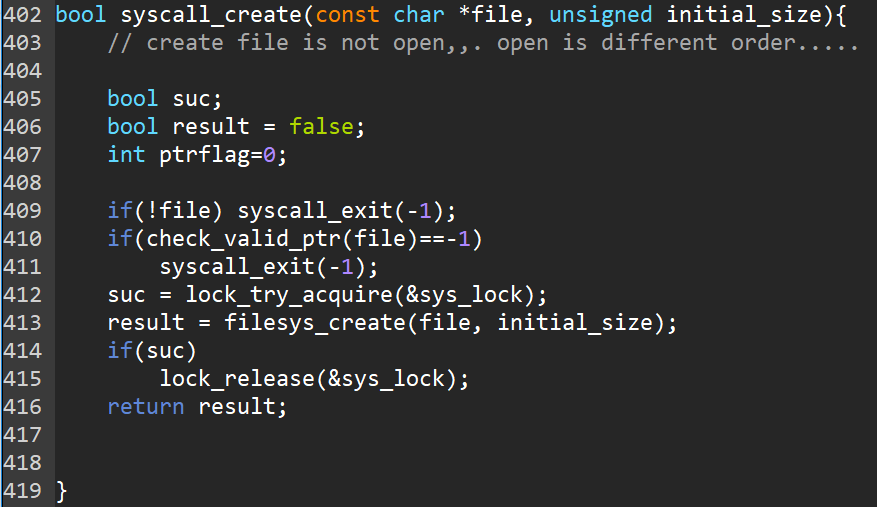 402 bool syscall_create(const char *file, unsigned initial_size){
403     // create file is not open,,. open is different order.....
404
405     bool suc;
406     bool result = false;
407     int ptrflag=0;
408
409     if(!file) syscall_exit(-1);
410     if(check_valid_ptr(file)==-1)
411         syscall_exit(-1);
412     suc = lock_try_acquire(&sys_lock);
413     result = filesys_create(file, initial_size);
414     if(suc)
415         lock_release(&sys_lock);
416     return result;
417
418
419 }